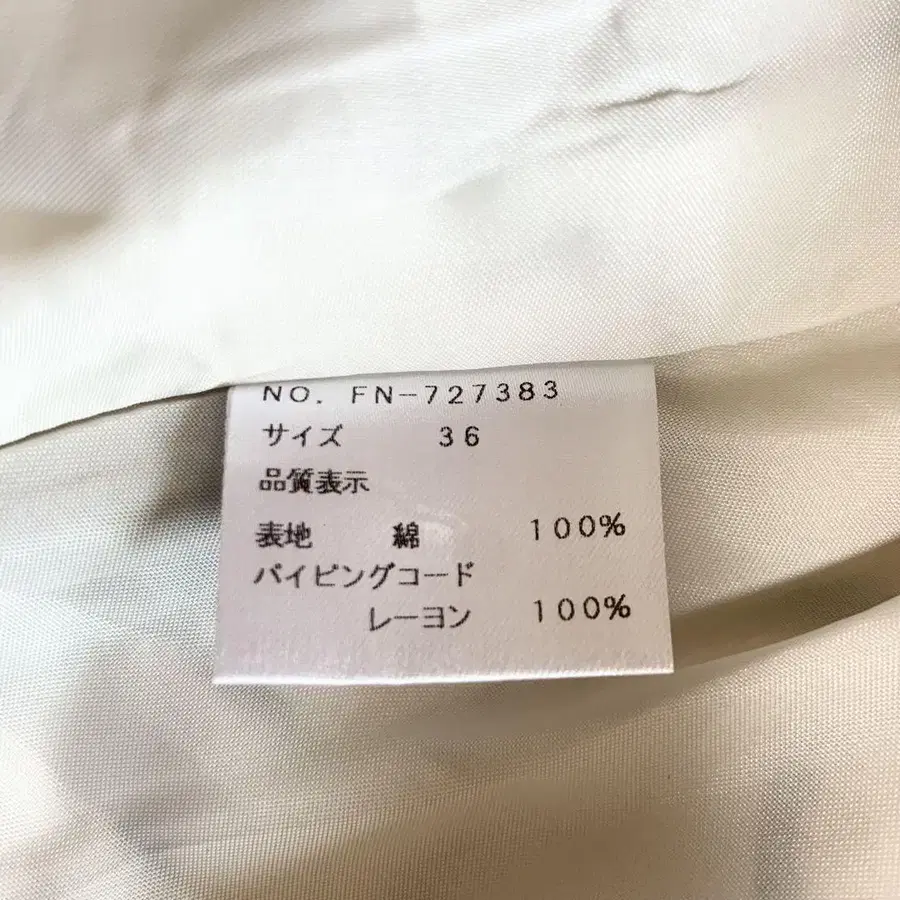 NO. FN-727383
サイズ 36
品質表示
表地 綿 100%
パイピングコード
レーヨン 100%